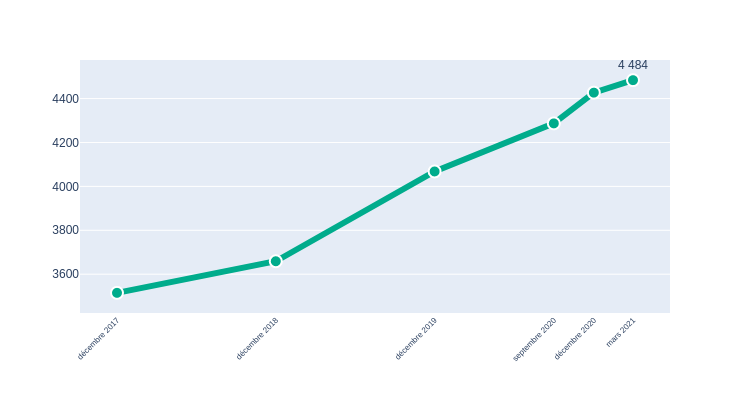 4 484
4400
4200
4000
3800
3600
décembre 2017
décembre 2018
décembre 2019
septembre 2020
décembre 2020
mars 2021